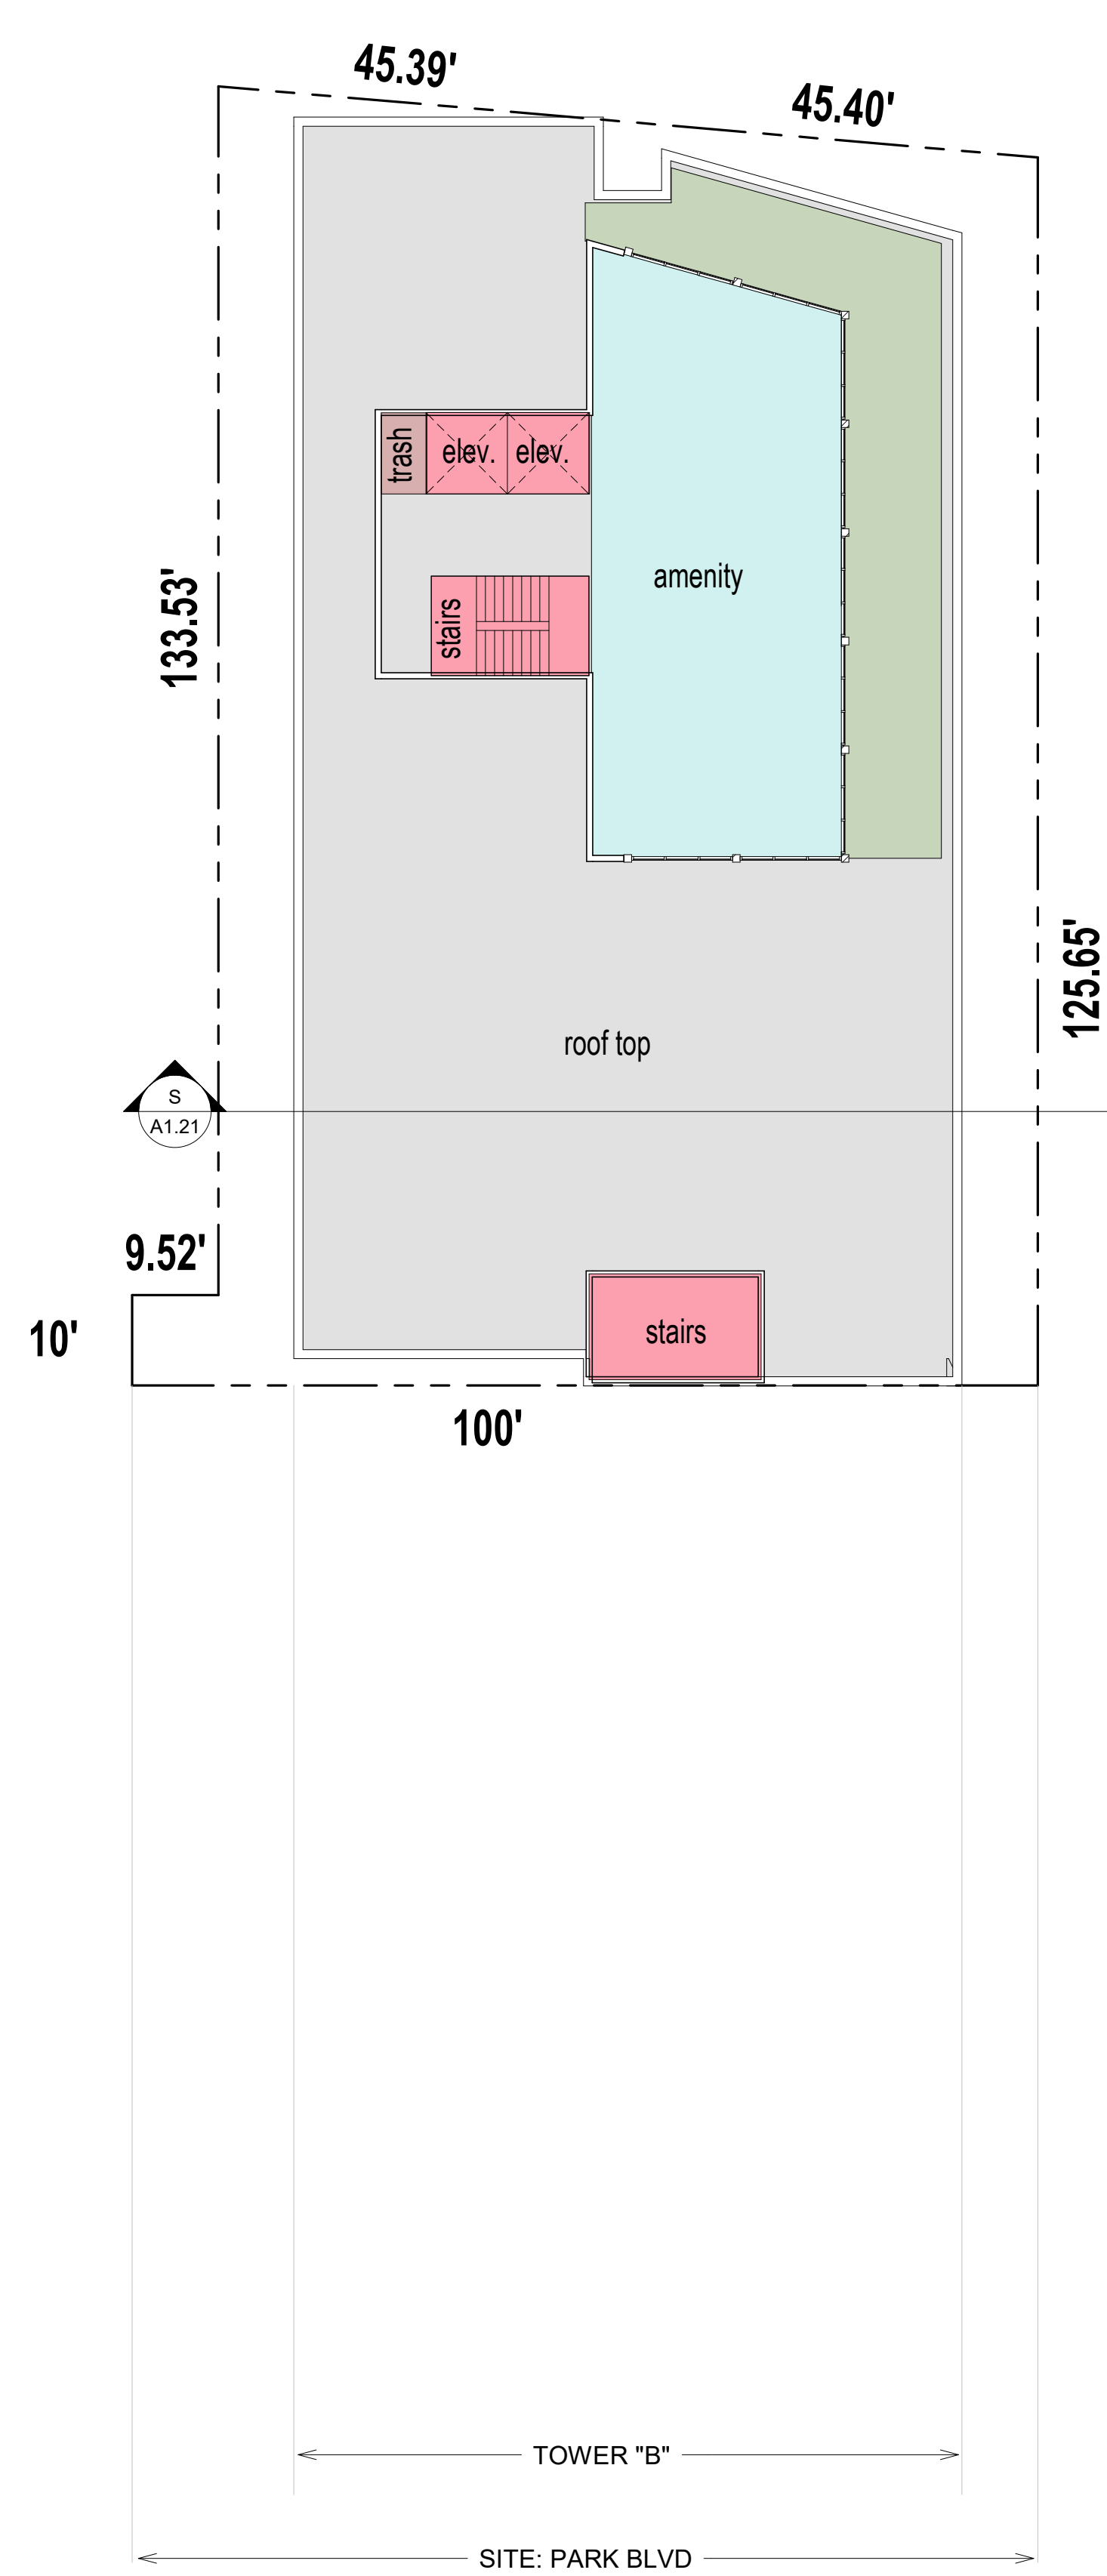 45.39'
45.40'
trash
elev.
elev.
133.53'
amenity
stairs
125.65'
roof top
S
A1.21
9.52'
10'
stairs
100'
TOWER "B"
SITE: PARK BLVD